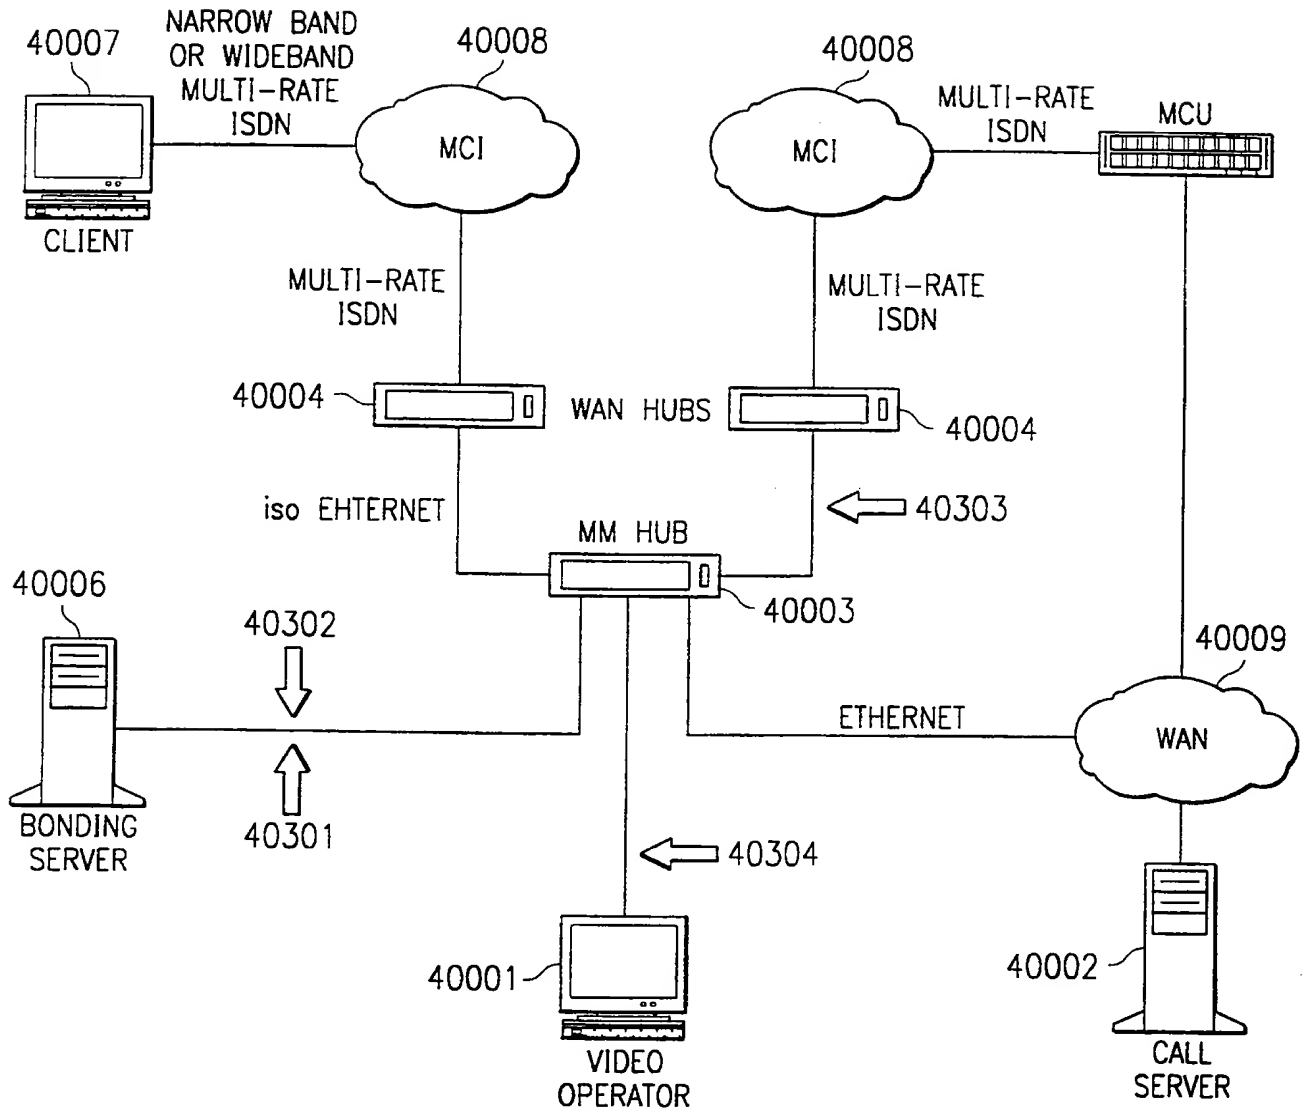 40007
NARROW BAND
OR WIDEBAND
MULTI-RATE
ISDN
40008
MCI
CLIENT
40008
MCI
MULTI-RATE
ISDN
MCU
MULTI-RATE
ISDN
MULTI-RATE
ISDN
40004
WAN HUBS
40004
iso EHTERNET
40303
MM HUB
40003
40006
40302
40301
BONDING
SERVER
ETHERNET
40009
WAN
40304
40001
VIDEO
OPERATOR
40002
CALL
SERVER